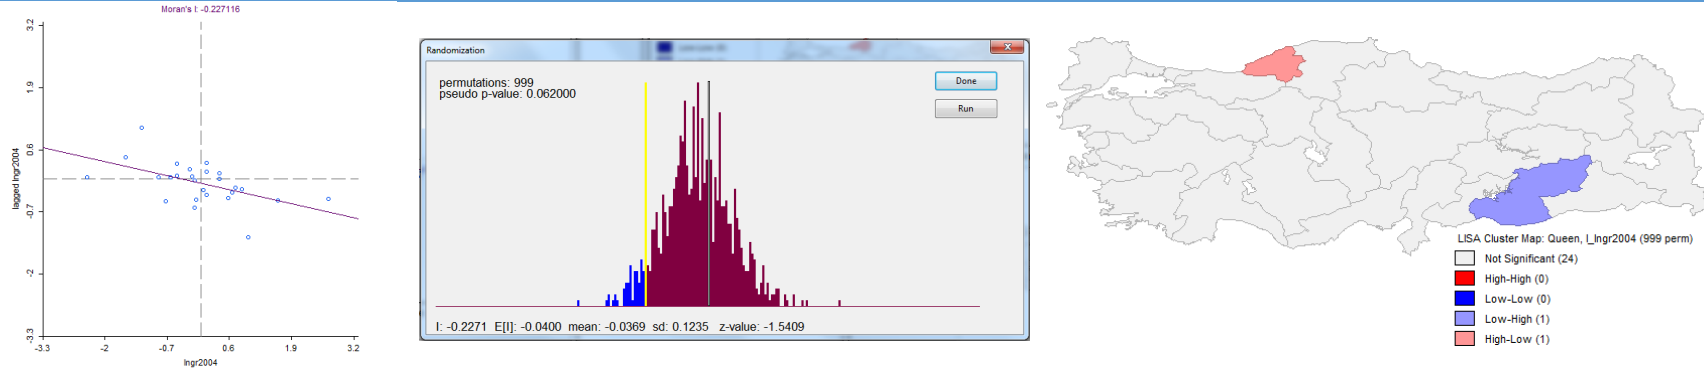 Moran's I: -0.227116
3.2
1.9
0.6
-0.7
-2
-3.3
lagged lngr2004
-3.3 -2 -0.7 0.6 1.9 3.2
lngr2004
Randomization
permutations: 999
pseudo p-value: 0.062000
Done
Run
I: -0.2271 E[I]: -0.0400 mean: -0.0369 sd: 0.1235 z-value: -1.5409
LISA Cluster Map: Queen, I_lngr2004 (999 perm)
Not Significant (24)
High-High (0)
Low-Low (0)
Low-High (1)
High-Low (1)